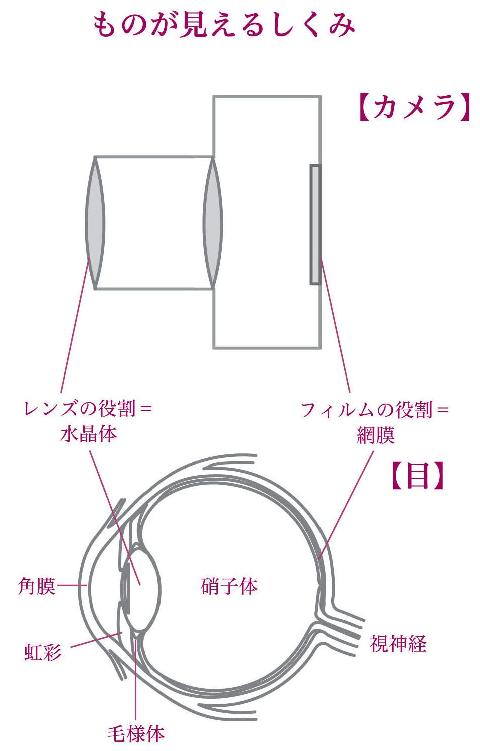 ものが見えるしくみ
【カメラ】
レンズの役割＝
水晶体
フィルムの役割＝
網膜
【目】
角膜
硝子体
虹彩
視神経
毛様体